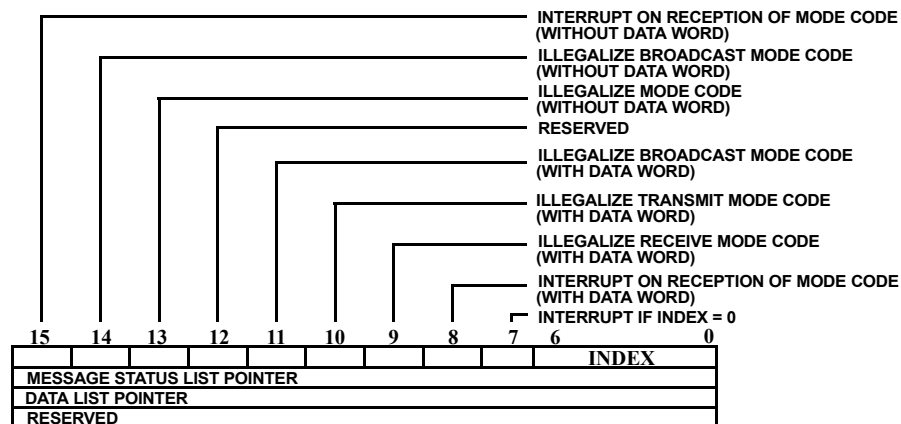 INTERRUPT ON RECEPTION OF MODE CODE
(WITHOUT DATA WORD)
ILLEGALIZE BROADCAST MODE CODE
(WITHOUT DATA WORD)
ILLEGALIZE MODE CODE
(WITHOUT DATA WORD)
RESERVED
ILLEGALIZE BROADCAST MODE CODE
(WITH DATA WORD)
ILLEGALIZE TRANSMIT MODE CODE
(WITH DATA WORD)
ILLEGALIZE RECEIVE MODE CODE
(WITH DATA WORD)
INTERRUPT ON RECEPTION OF MODE CODE
(WITH DATA WORD)
INTERRUPT IF INDEX = 0
15 14 13 12 11 10 9 8 7 6 0
INDEX
MESSAGE STATUS LIST POINTER
DATA LIST POINTER
RESERVED